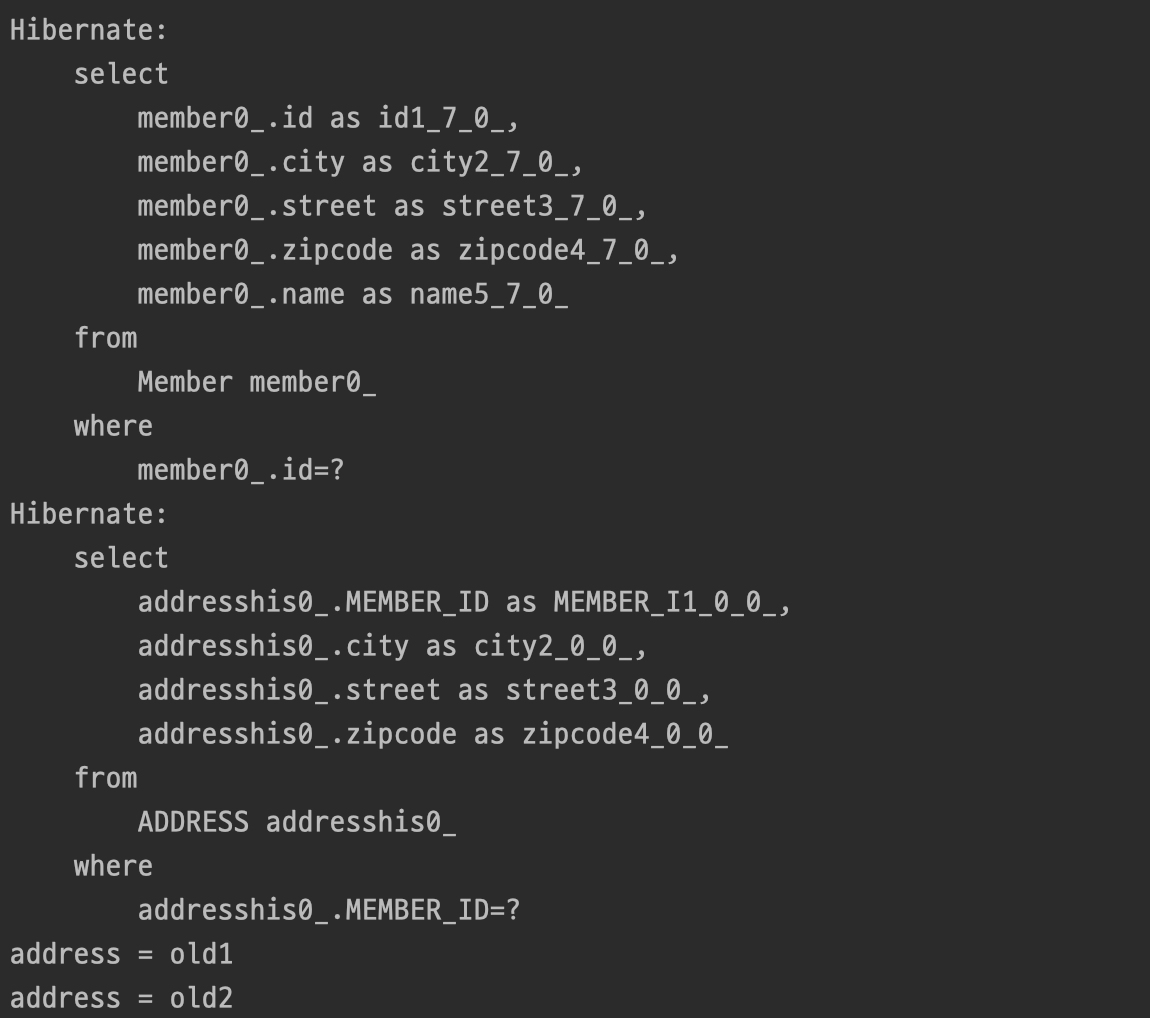 Hibernate:
    select
        member0_.id as id1_7_0_,
        member0_.city as city2_7_0_,
        member0_.street as street3_7_0_,
        member0_.zipcode as zipcode4_7_0_,
        member0_.name as name5_7_0_
    from
        Member member0_
    where
        member0_.id=?
Hibernate:
    select
        addresshis0_.MEMBER_ID as MEMBER_I1_0_0_,
        addresshis0_.city as city2_0_0_,
        addresshis0_.street as street3_0_0_,
        addresshis0_.zipcode as zipcode4_0_0_
    from
        ADDRESS addresshis0_
    where
        addresshis0_.MEMBER_ID=?
address = old1
address = old2